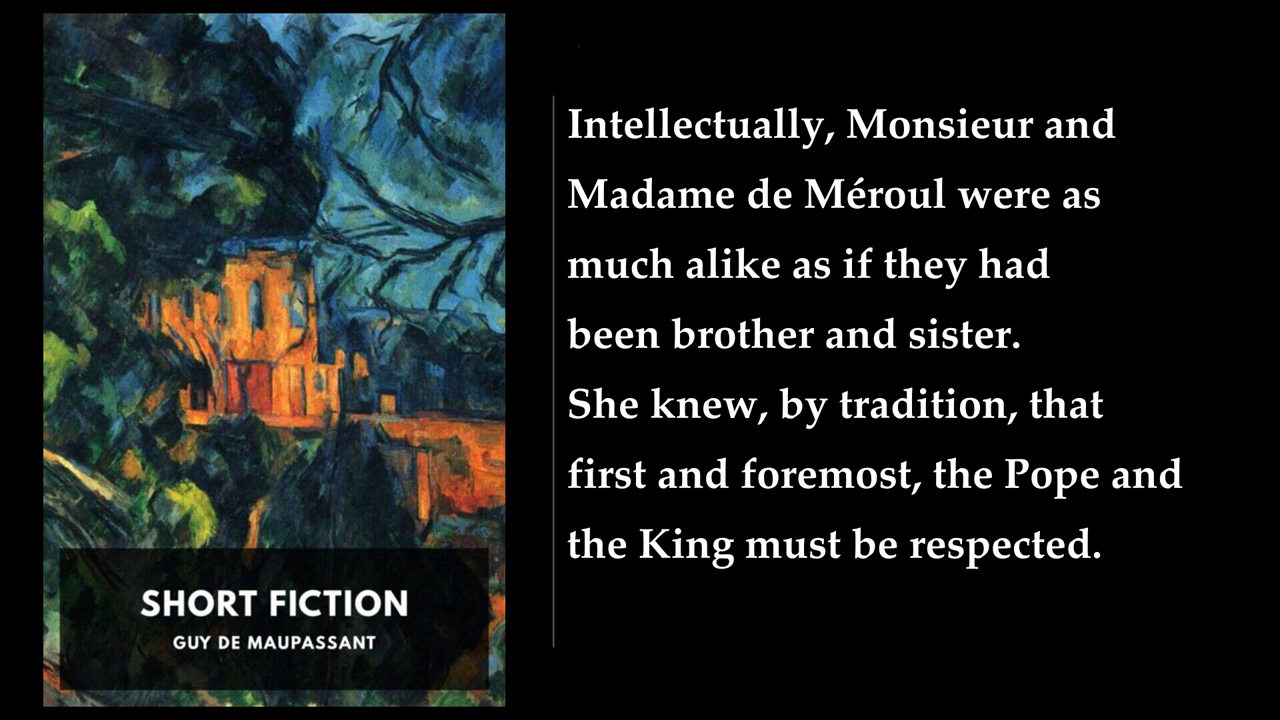 Intellectually, Monsieur and
Madame de Méroul were as
much alike as if they had
been brother and sister.
She knew, by tradition, that
first and foremost, the Pope and
the King must be respected.
SHORT FICTION
GUY DE MAUPASSANT